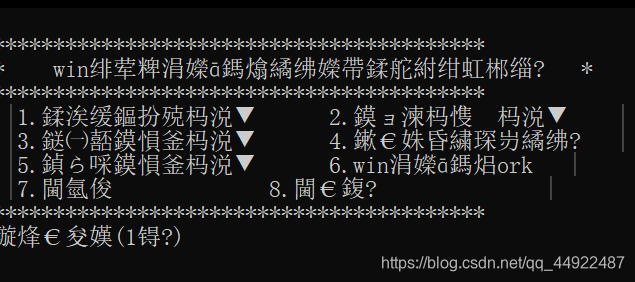 *******************************************
*   win绯荤粺涓嬫ā鎷熻繘绋嬫帶鍒舵紨绀虹郴缁?   *
*******************************************
1.鍒涘缓鏂扮殑杩涚▼ 2.鏌ョ湅杩愯 杩涚▼
3.鎹㈠嚭鏌愪釜杩涚▼ 4.鏉€姝昏繍琛岃繘绋?
5.鍞ら啋鏌愪釜杩涚▼ 6.win涓嬫ā鎷焒ork
7.閫氫俊 8.閫€鍑?
*******************************************
璇烽€夋嫨(1锝?)
https://blog.csdn.net/qq_44922487